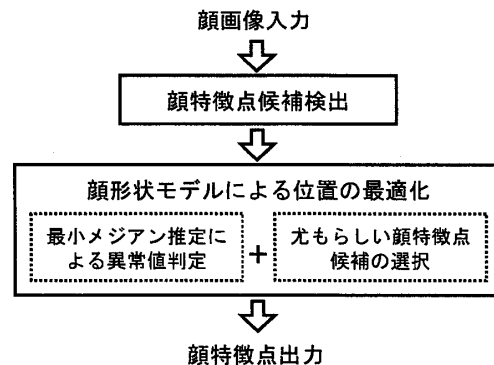 顔画像入力
顔特徴点候補検出
顔形状モデルによる位置の最適化
最小メジアン推定に
よる異常値判定
+
尤もらしい顔特徴点
候補の選択
顔特徴点出力